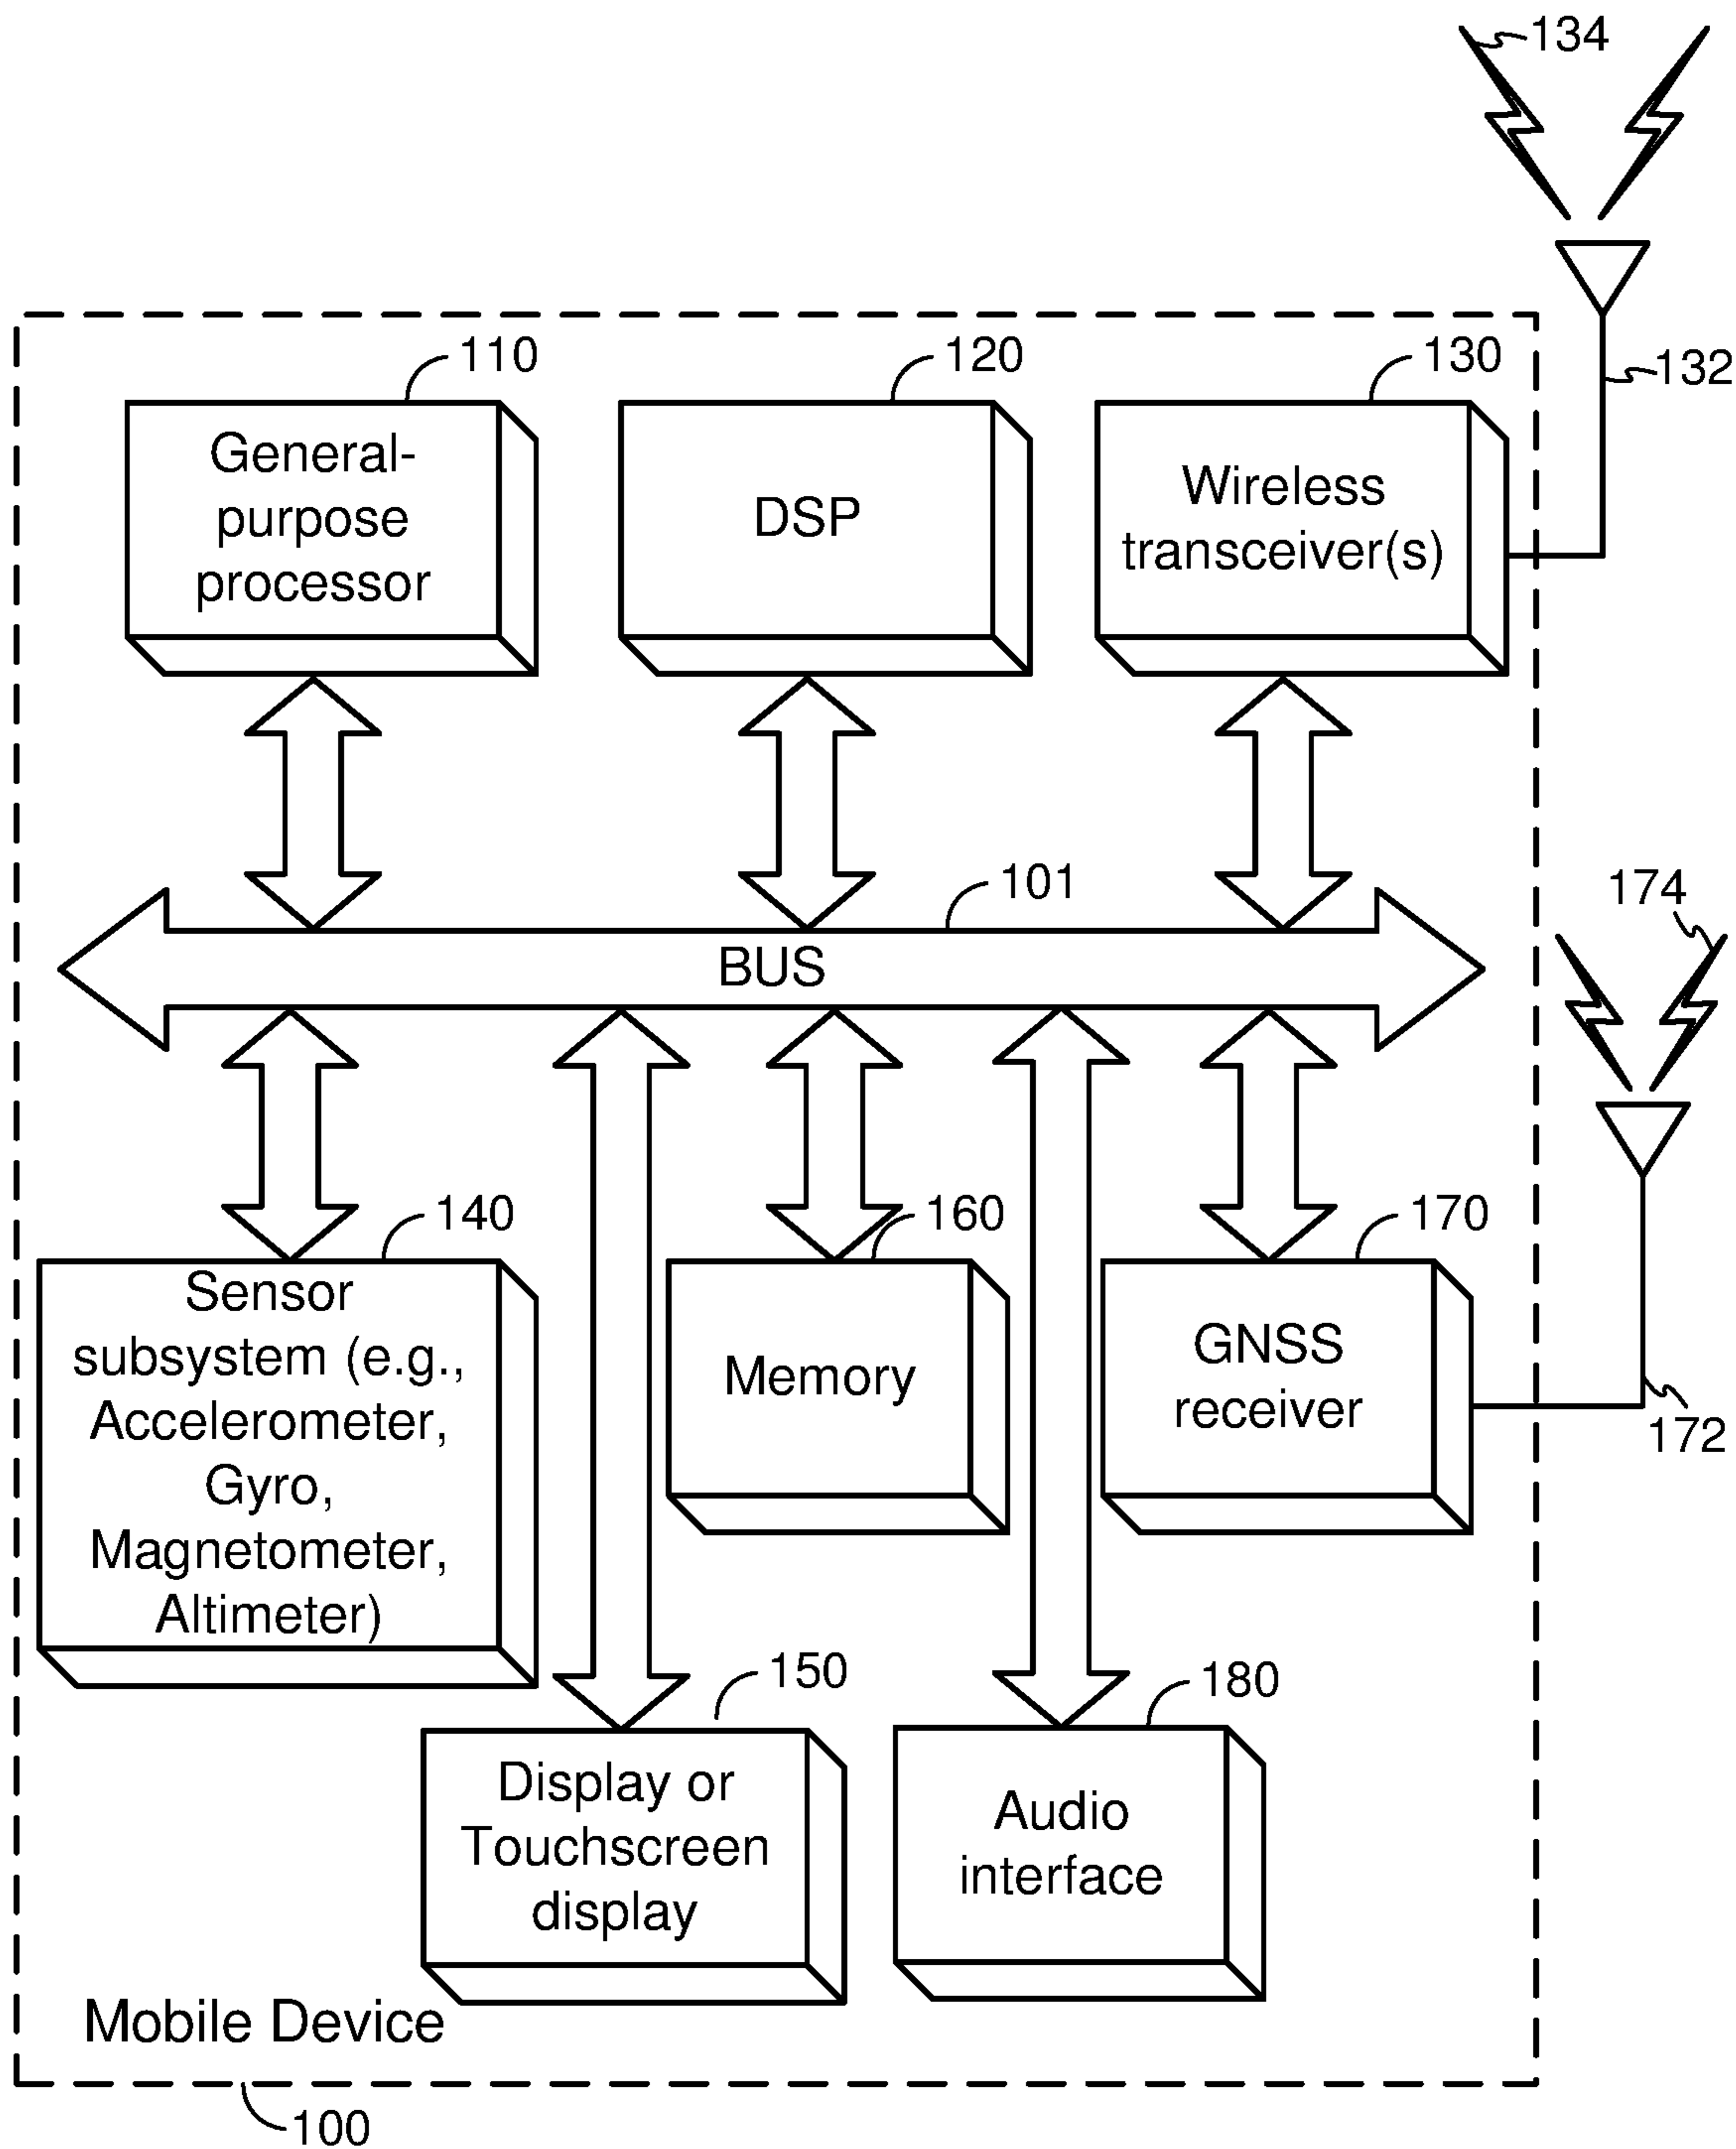 134
110
120
130
132
General-
purpose
processor
DSP
Wireless
transceiver(s)
101
174
BUS
140
160
170
Sensor
subsystem (e.g.,
Accelerometer,
Gyro,
Magnetometer,
Altimeter)
Memory
GNSS
receiver
172
150
180
Display or
Touchscreen
display
Audio
interface
Mobile Device
100